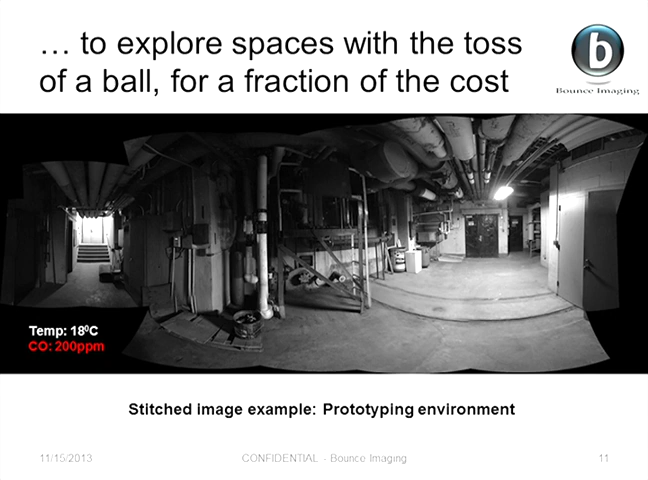 … to explore spaces with the toss
of a ball, for a fraction of the cost
b
Bounce Imaging
Temp: 18⁰C
CO: 200ppm
Stitched image example: Prototyping environment
11/15/2013
CONFIDENTIAL - Bounce Imaging
11